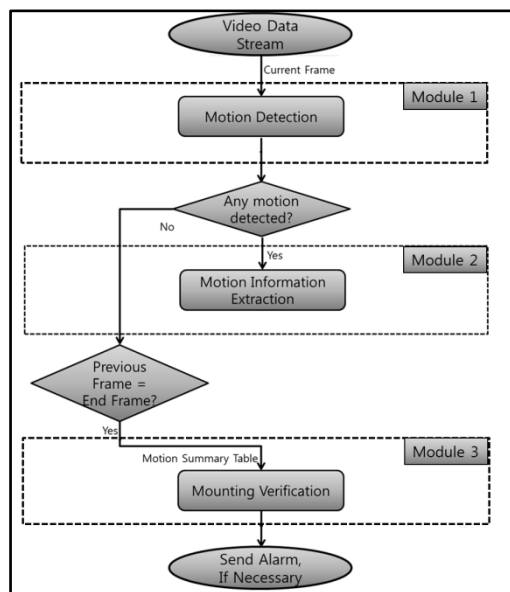 Video Data
Stream
Current Frame
Module 1
Motion Detection
Any motion
detected?
No
Yes
Module 2
Motion Information
Extraction
Previous
Frame =
End Frame?
Yes
Motion Summary Table
Module 3
Mounting Verification
Send Alarm,
If Necessary